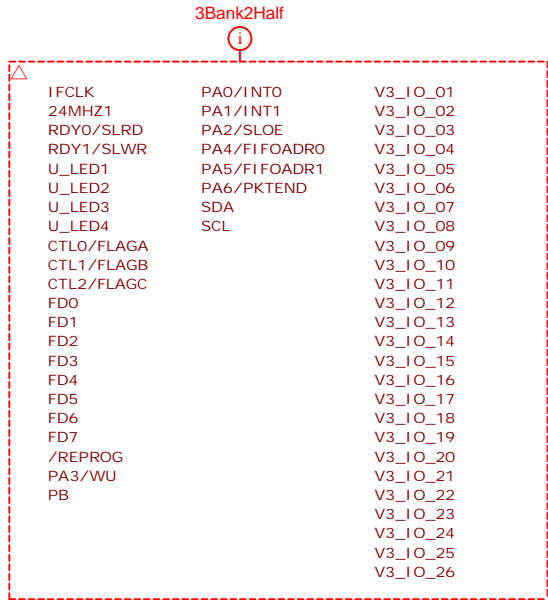 3Bank2Half
i
IFCLK PA0/INT0 V3_IO_01
24MHZ1 PA1/INT1 V3_IO_02
RDY0/SLRD PA2/SLOE V3_IO_03
RDY1/SLWR PA4/FIFOADR0 V3_IO_04
U_LED1 PA5/FIFOADR1 V3_IO_05
U_LED2 PA6/PKTEND V3_IO_06
U_LED3 SDA V3_IO_07
U_LED4 SCL V3_IO_08
CTL0/FLAGA V3_IO_09
CTL1/FLAGB V3_IO_10
CTL2/FLAGC V3_IO_11
FD0 V3_IO_12
FD1 V3_IO_13
FD2 V3_IO_14
FD3 V3_IO_15
FD4 V3_IO_16
FD5 V3_IO_17
FD6 V3_IO_18
FD7 V3_IO_19
/REPROG V3_IO_20
PA3/WU V3_IO_21
PB V3_IO_22
V3_IO_23
V3_IO_24
V3_IO_25
V3_IO_26